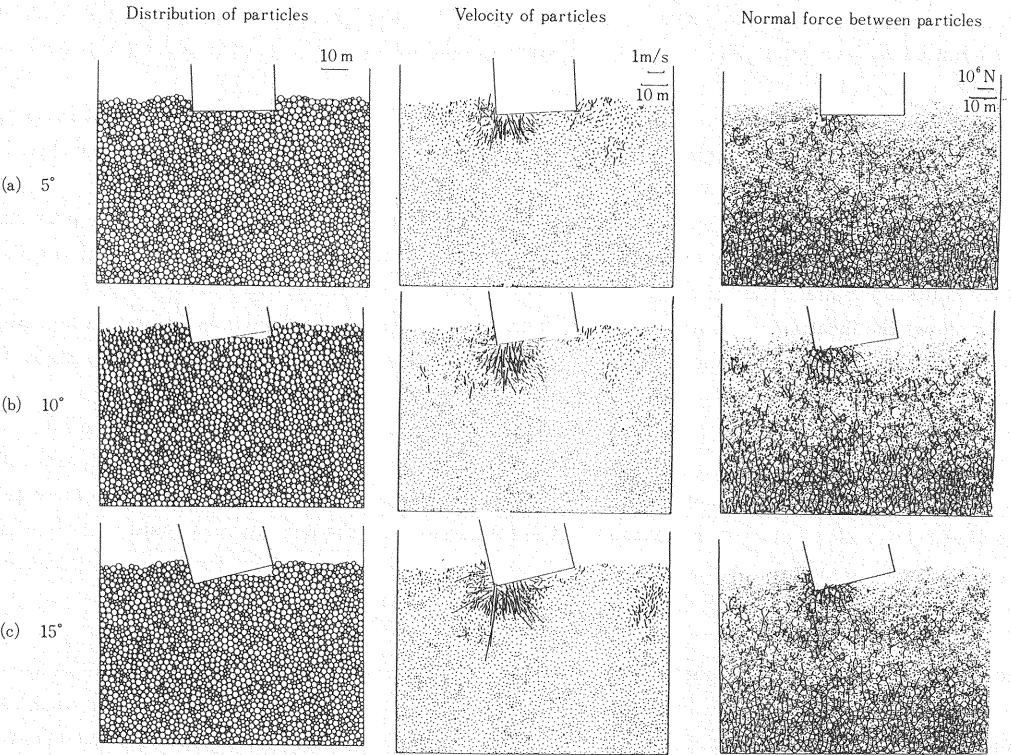 Distribution of particles
Velocity of particles
Normal force between particles
10 m
1m/s
10 m
10⁶N
10 m
(a) 5°
(b) 10°
(c) 15°